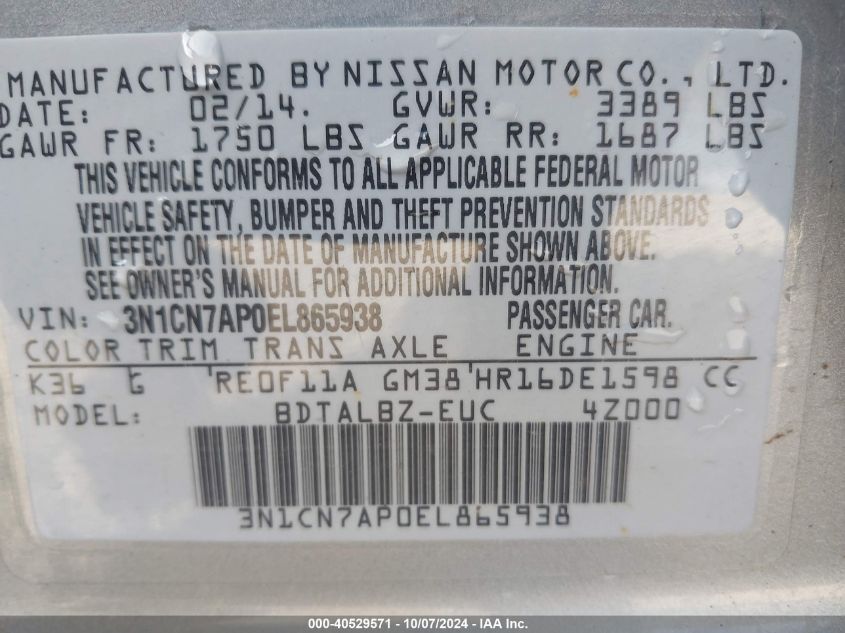 MANUFACTURED BY NISSAN MOTOR CO., LTD.
DATE: 02/14. GVWR: 3389 LBS
GAWR FR: 1750 LBS GAWR RR: 1687 LBS
THIS VEHICLE CONFORMS TO ALL APPLICABLE FEDERAL MOTOR
VEHICLE SAFETY, BUMPER AND THEFT PREVENTION STANDARDS
IN EFFECT ON THE DATE OF MANUFACTURE SHOWN ABOVE.
SEE OWNER'S MANUAL FOR ADDITIONAL INFORMATION.
VIN: 3N1CN7AP0EL865938 PASSENGER CAR.
COLOR TRIM TRANS AXLE ENGINE
K36 G RE0F11A GM38 HR16DE1598 CC
MODEL: BDTALBZ-EUC 4Z000
3N1CN7AP0EL865938
000-40529571 - 10/07/2024 - Copyright © IAA, Inc.